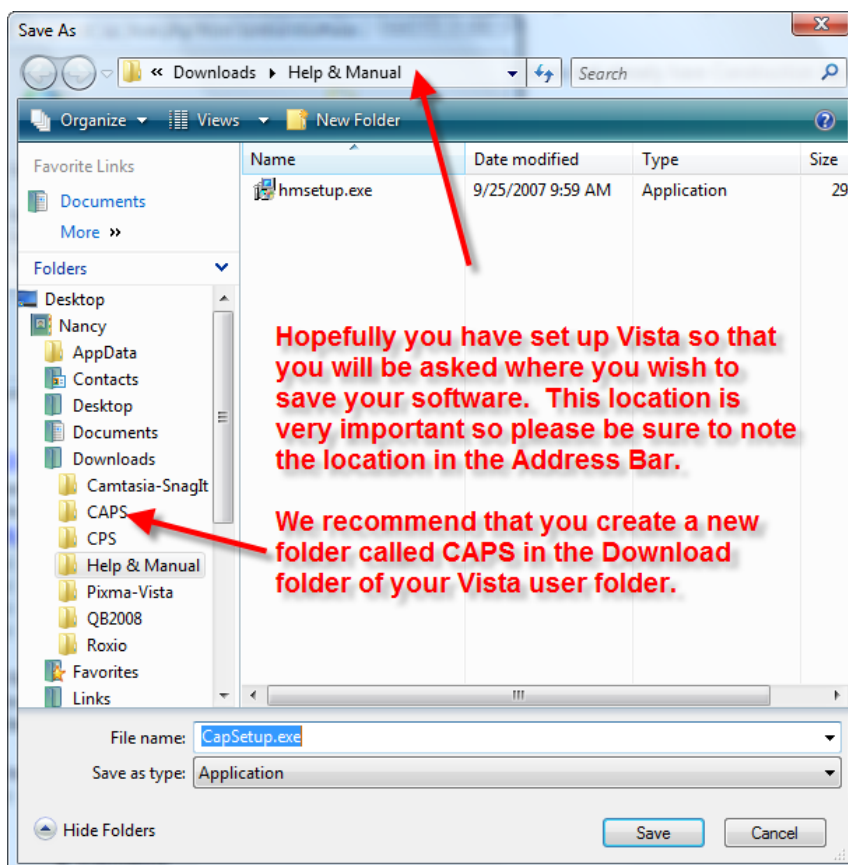 Save As
« Downloads ▸ Help & Manual
Search
Organize
Views
New Folder
Favorite Links
Documents
More »
Folders
Desktop
Nancy
AppData
Contacts
Desktop
Documents
Downloads
Camtasia-SnagIt
CAPS
CPS
Help & Manual
Pixma-Vista
QB2008
Roxio
Favorites
Links
Name Date modified Type Size
hmsetup.exe 9/25/2007 9:59 AM Application 29
Hopefully you have set up Vista so that
you will be asked where you wish to
save your software. This location is
very important so please be sure to note
the location in the Address Bar.
We recommend that you create a new
folder called CAPS in the Download
folder of your Vista user folder.
File name: CapSetup.exe
Save as type: Application
Hide Folders
Save
Cancel